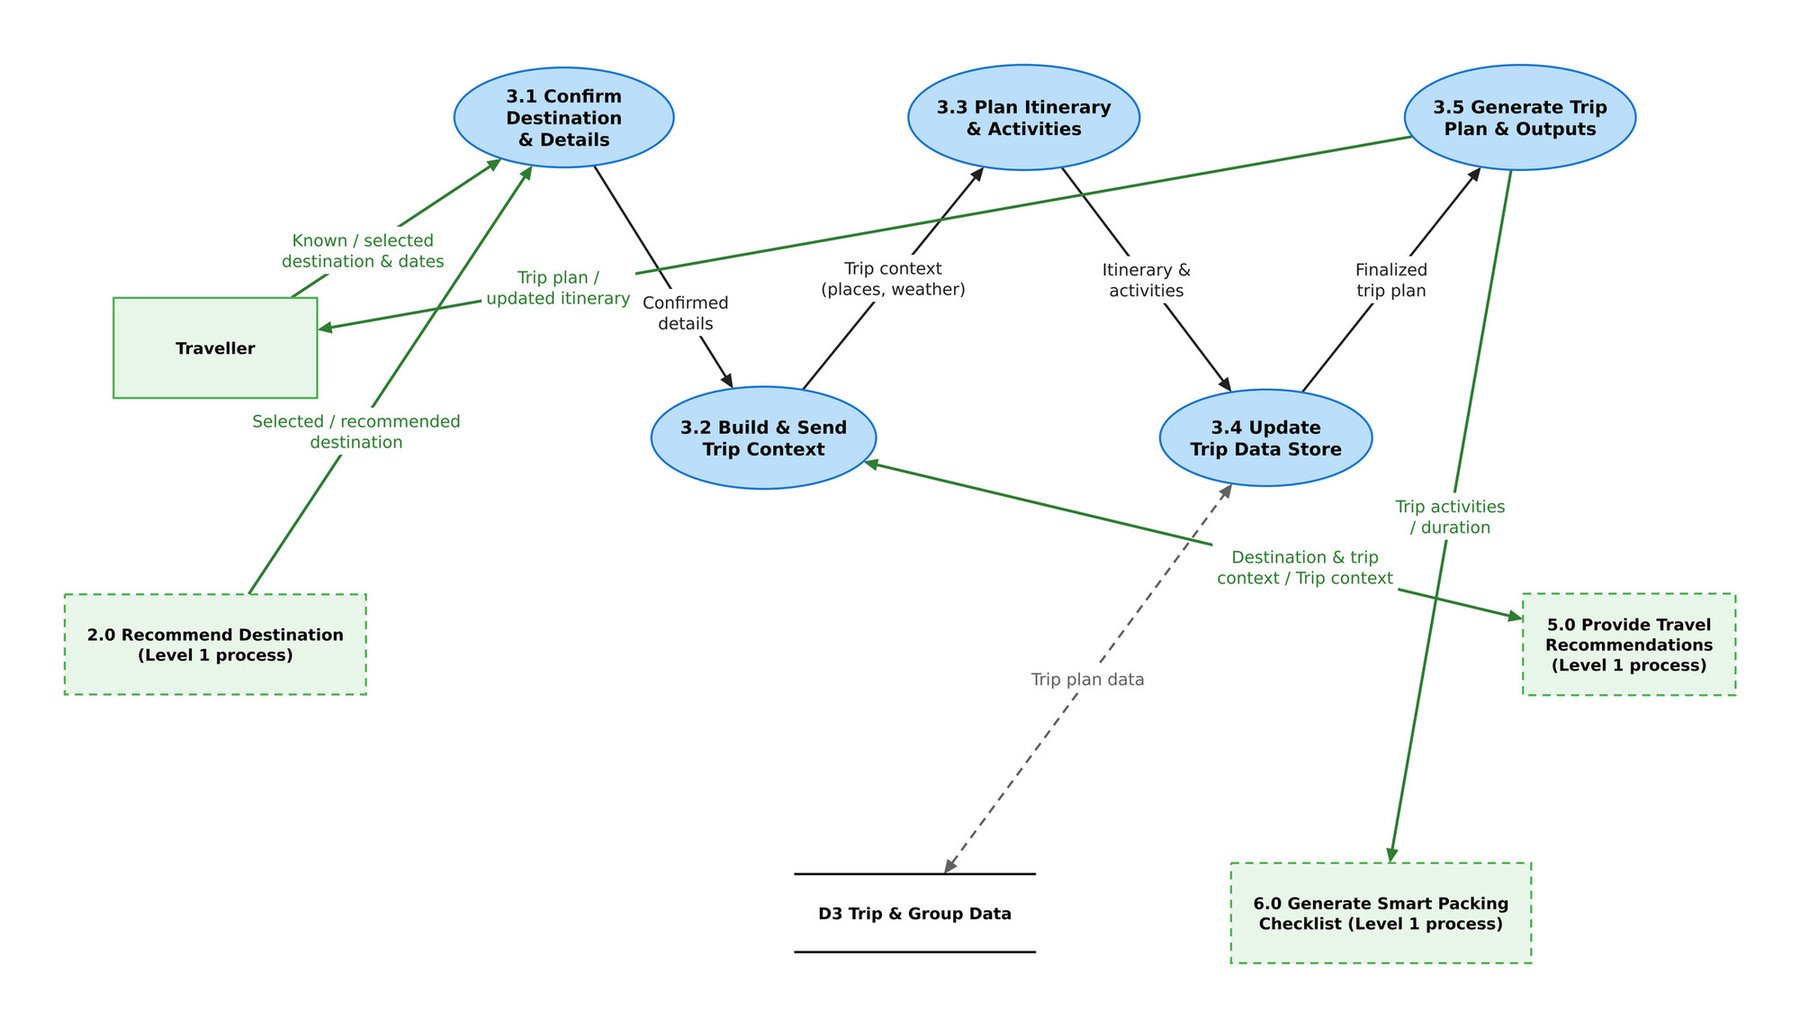 3.1 Confirm
Destination
& Details
3.3 Plan Itinerary
& Activities
3.5 Generate Trip
Plan & Outputs
Known / selected
destination & dates
Trip plan /
updated itinerary
Confirmed
details
Trip context
(places, weather)
Itinerary &
activities
Finalized
trip plan
Traveller
Selected / recommended
destination
3.2 Build & Send
Trip Context
3.4 Update
Trip Data Store
Trip activities
/ duration
Destination & trip
context / Trip context
2.0 Recommend Destination
(Level 1 process)
5.0 Provide Travel
Recommendations
(Level 1 process)
Trip plan data
D3 Trip & Group Data
6.0 Generate Smart Packing
Checklist (Level 1 process)